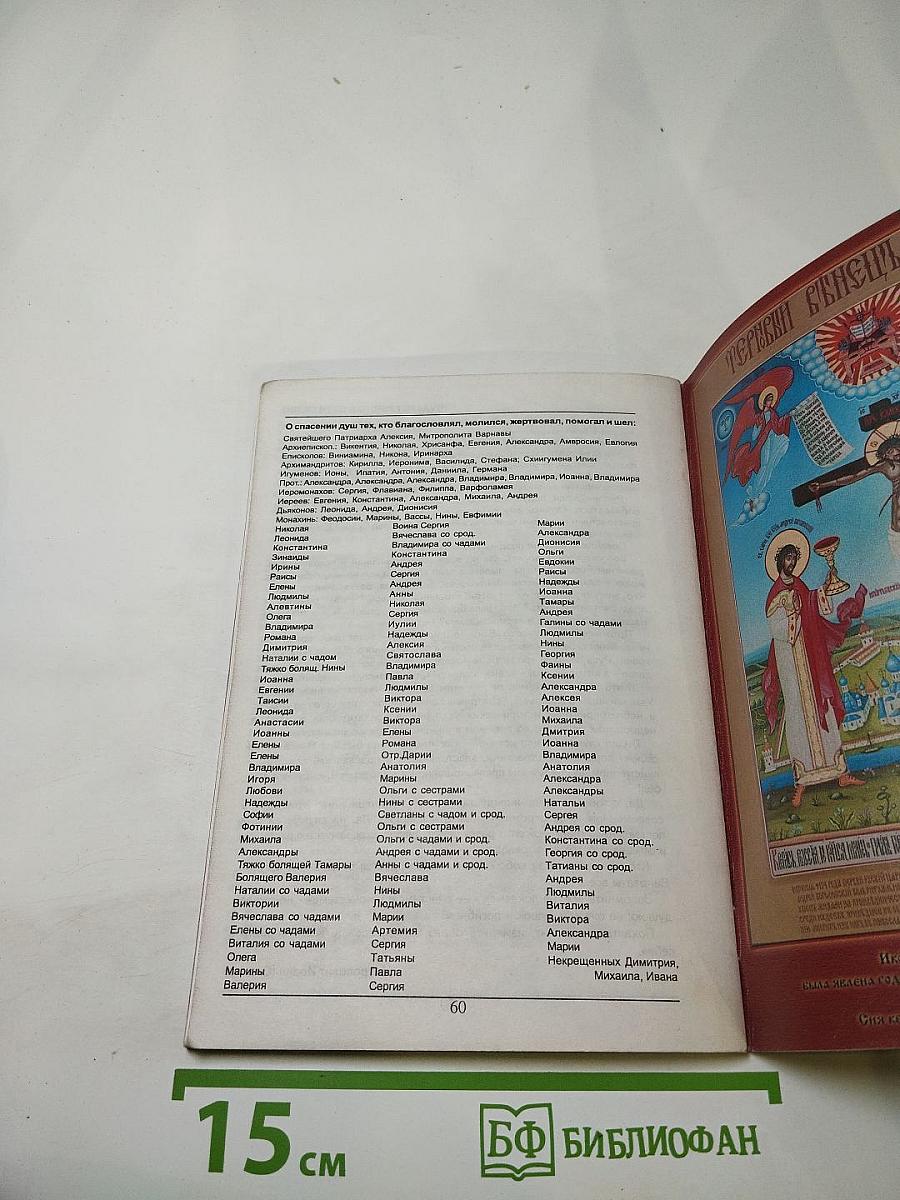 О спасении душ тех, кто благословлял, молился, жертвовал, помогал и шел:
Святейшего Патриарха Алексия, Митрополита Варнавы
Архиепископ.: Викентия, Николая, Хрисанфа, Евгения, Александра, Амвросия, Евлогия
Епископов: Виниамина, Никона, Иринарха
Архимандритов: Кирилла, Иеронима, Василида, Стефана; Схиигумена Илии
Игуменов: Ионы, Ипатия, Антония, Даниила, Германа
Прот.: Александра, Александра, Александра, Владимира, Владимира, Иоанна, Владимира
Иеромонахов: Сергия, Флавиана, Филиппа, Варфоламея
Иереев: Евгения, Константина, Александра, Михаила, Андрея
Дьяконов: Леонида, Андрея, Дионисия
Монахинь: Феодосии, Марины, Вассы, Нины, Евфимии
Николая
Леонида
Константина
Зинаиды
Ирины
Раисы
Елены
Людмилы
Алевтины
Олега
Владимира
Романа
Димитрия
Наталии с чадом
Тяжко болящ. Нины
Иоанна
Евгении
Таисии
Леонида
Анастасии
Иоанны
Елены
Елены
Владимира
Игоря
Любови
Надежды
Софии
Фотинии
Михаила
Александры
Тяжко болящей Тамары
Болящего Валерия
Наталии со чадами
Виктории
Вячеслава со чадами
Елены со чадами
Виталия со чадами
Олега
Марины
Валерия
Воина Сергия
Вячеслава со срод.
Владимира со чадами
Константина
Андрея
Сергия
Андрея
Анны
Николая
Сергия
Иулии
Надежды
Алексия
Святослава
Владимира
Павла
Людмилы
Виктора
Ксении
Виктора
Елены
Романа
Отр.Дарии
Анатолия
Марины
Ольги с сестрами
Нины с сестрами
Светланы с чадом и срод.
Ольги с сестрами
Ольги с чадами и срод.
Андрея с чадами и срод.
Анны с чадами и срод.
Вячеслава
Нины
Людмилы
Марии
Артемия
Сергия
Татьяны
Павла
Сергия
Марии
Александра
Дионисия
Ольги
Евдокии
Раисы
Надежды
Иоанна
Тамары
Андрея
Галины со чадами
Людмилы
Нины
Георгия
Фаины
Ксении
Александра
Алексея
Иоанна
Михаила
Дмитрия
Иоанна
Владимира
Анатолия
Александра
Александры
Натальи
Сергея
Андрея со срод.
Константина со срод.
Георгия со срод.
Татианы со срод.
Андрея
Людмилы
Виталия
Виктора
Александра
Марии
Некрещенных Димитрия,
Михаила, Ивана
60
ТЕРНОВЫЙ ВѢНЕЦЪ
Ик
была явлена год
Сия к
15 см
БФ БИБЛИОФАН